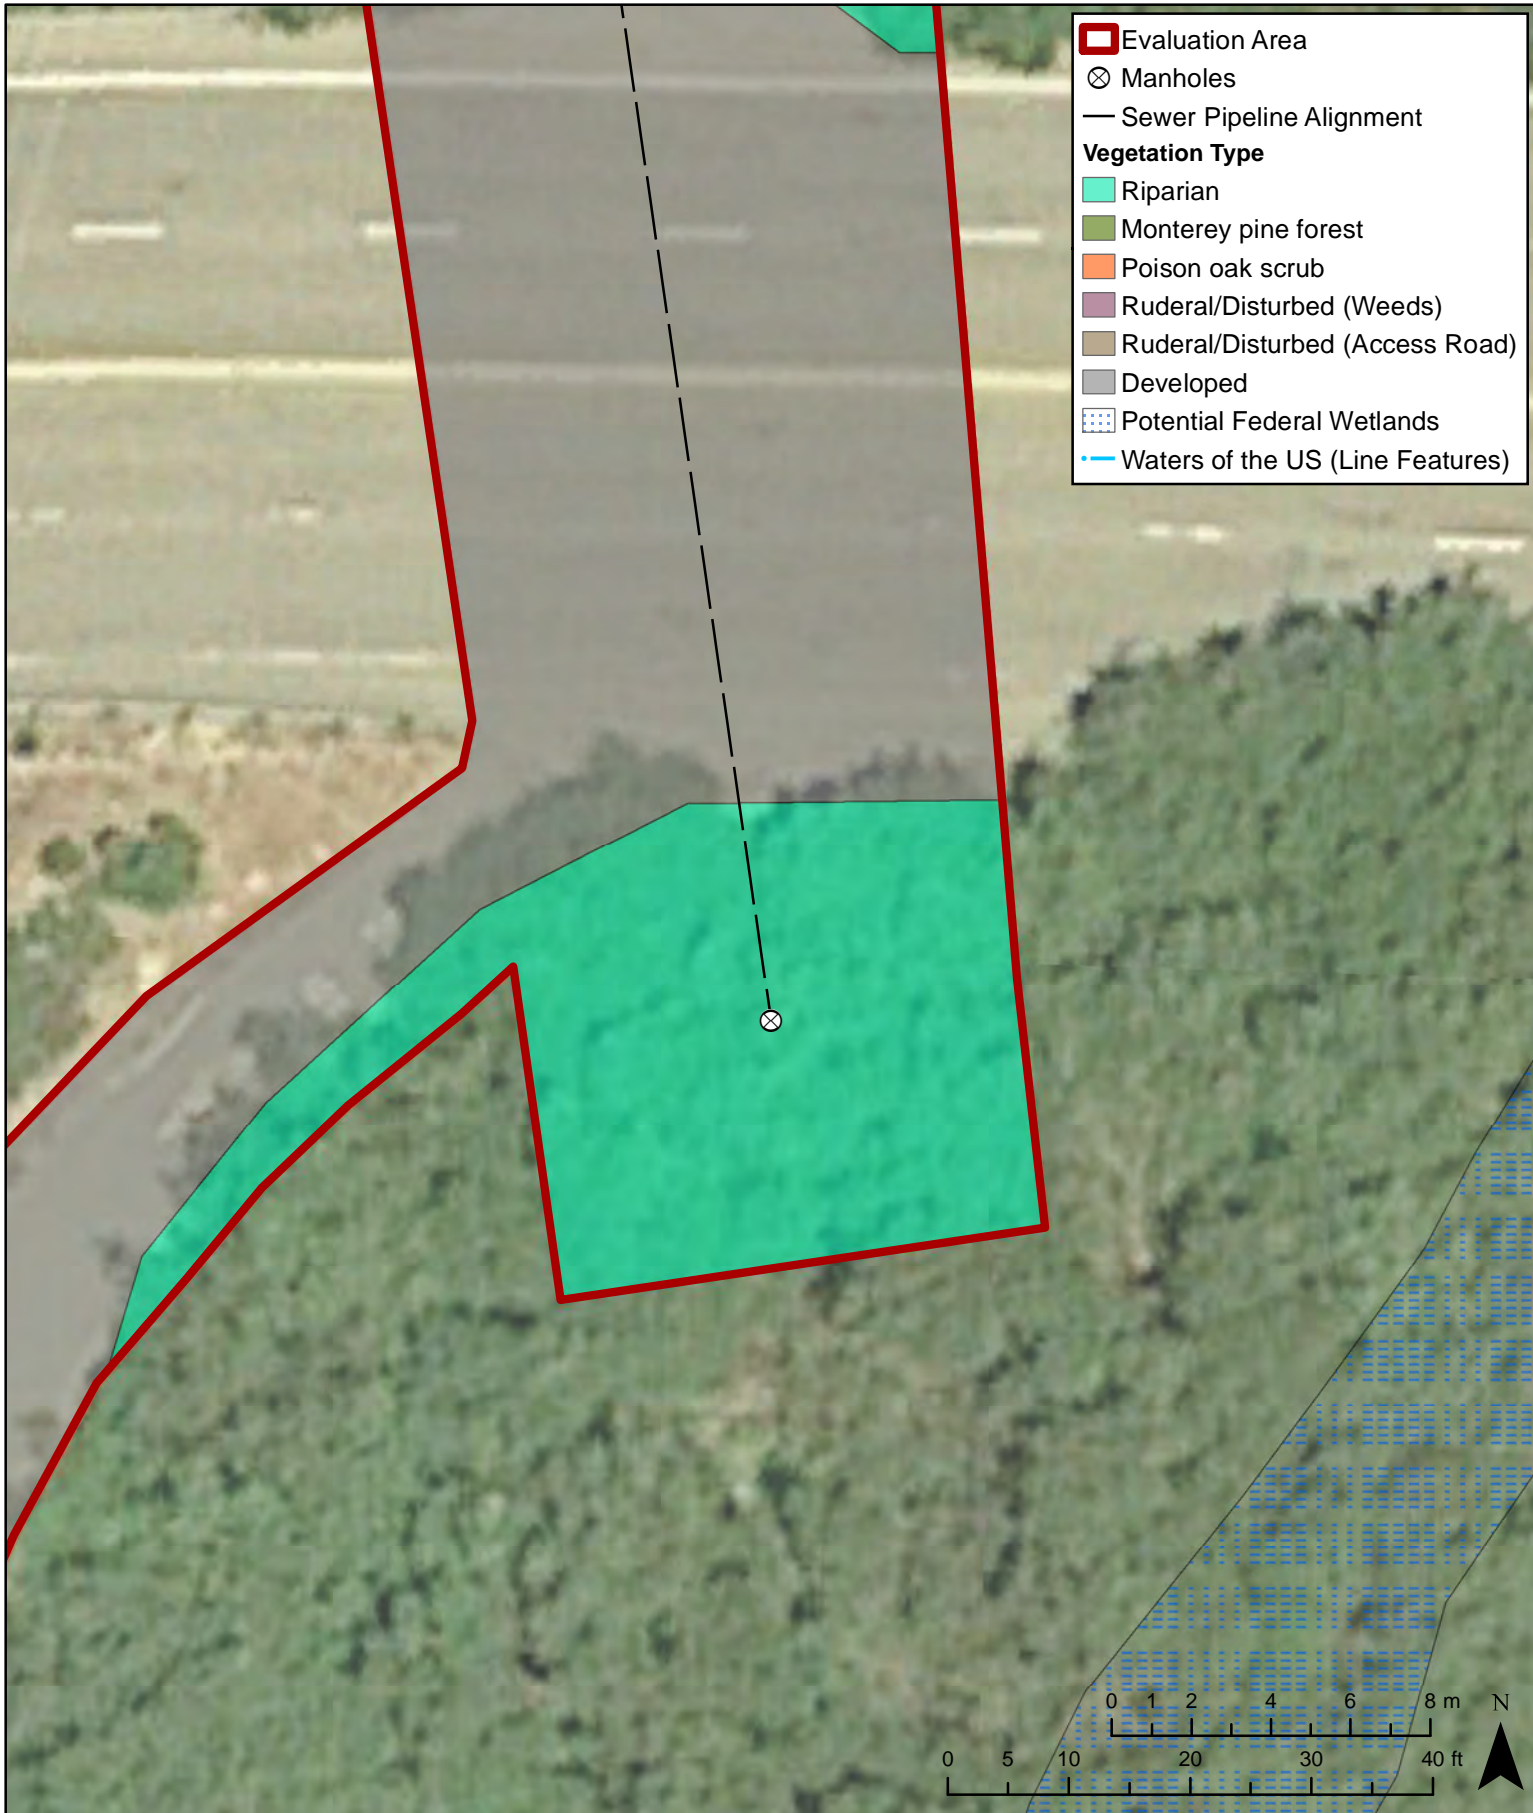 Evaluation Area
Manholes
Sewer Pipeline Alignment
Vegetation Type
Riparian
Monterey pine forest
Poison oak scrub
Ruderal/Disturbed (Weeds)
Ruderal/Disturbed (Access Road)
Developed
Potential Federal Wetlands
Waters of the US (Line Features)
0 1 2 4 6 8 m N
0 5 10 20 30 40 ft